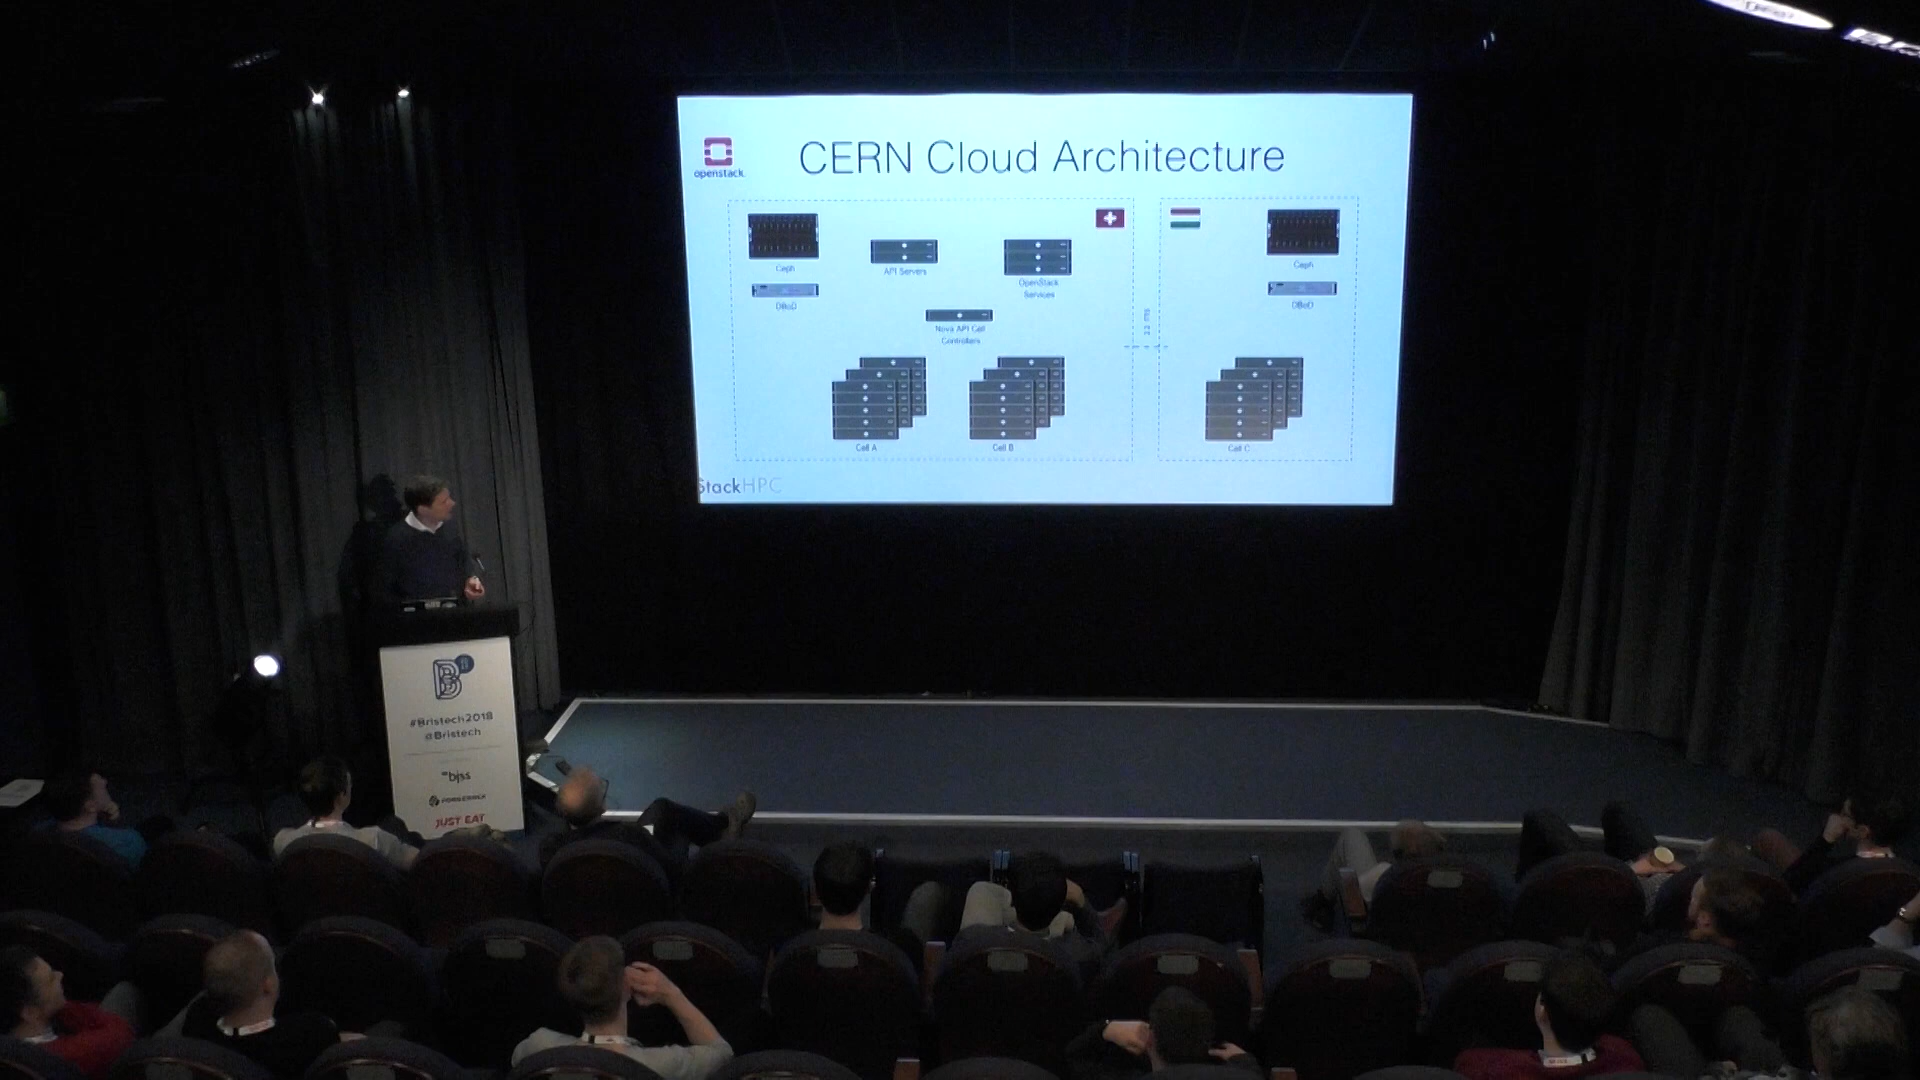 CERN Cloud Architecture
openstack.
Ceph
API Servers
OpenStack
Services
DBoD
Nova API Cell
Controllers
Cell A
Cell B
Ceph
DBoD
Cell C
StackHPC
#Bristech2018
@Bristech
bjss
JUST EAT